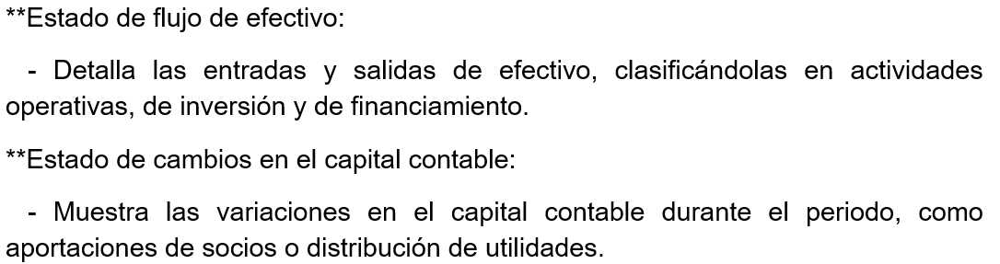 **Estado de flujo de efectivo:
- Detalla las entradas y salidas de efectivo, clasificándolas en actividades
operativas, de inversión y de financiamiento.
**Estado de cambios en el capital contable:
- Muestra las variaciones en el capital contable durante el periodo, como
aportaciones de socios o distribución de utilidades.